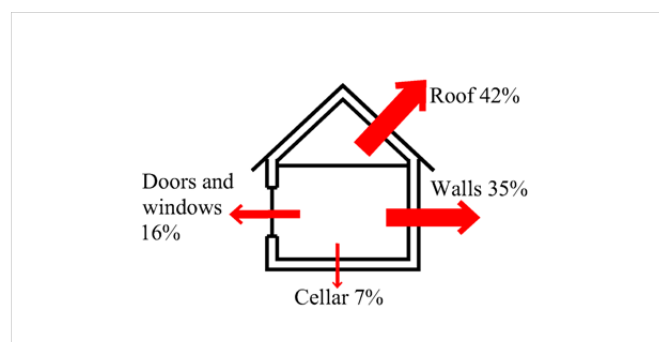 Roof 42%
Doors and
windows
16%
Walls 35%
Cellar 7%